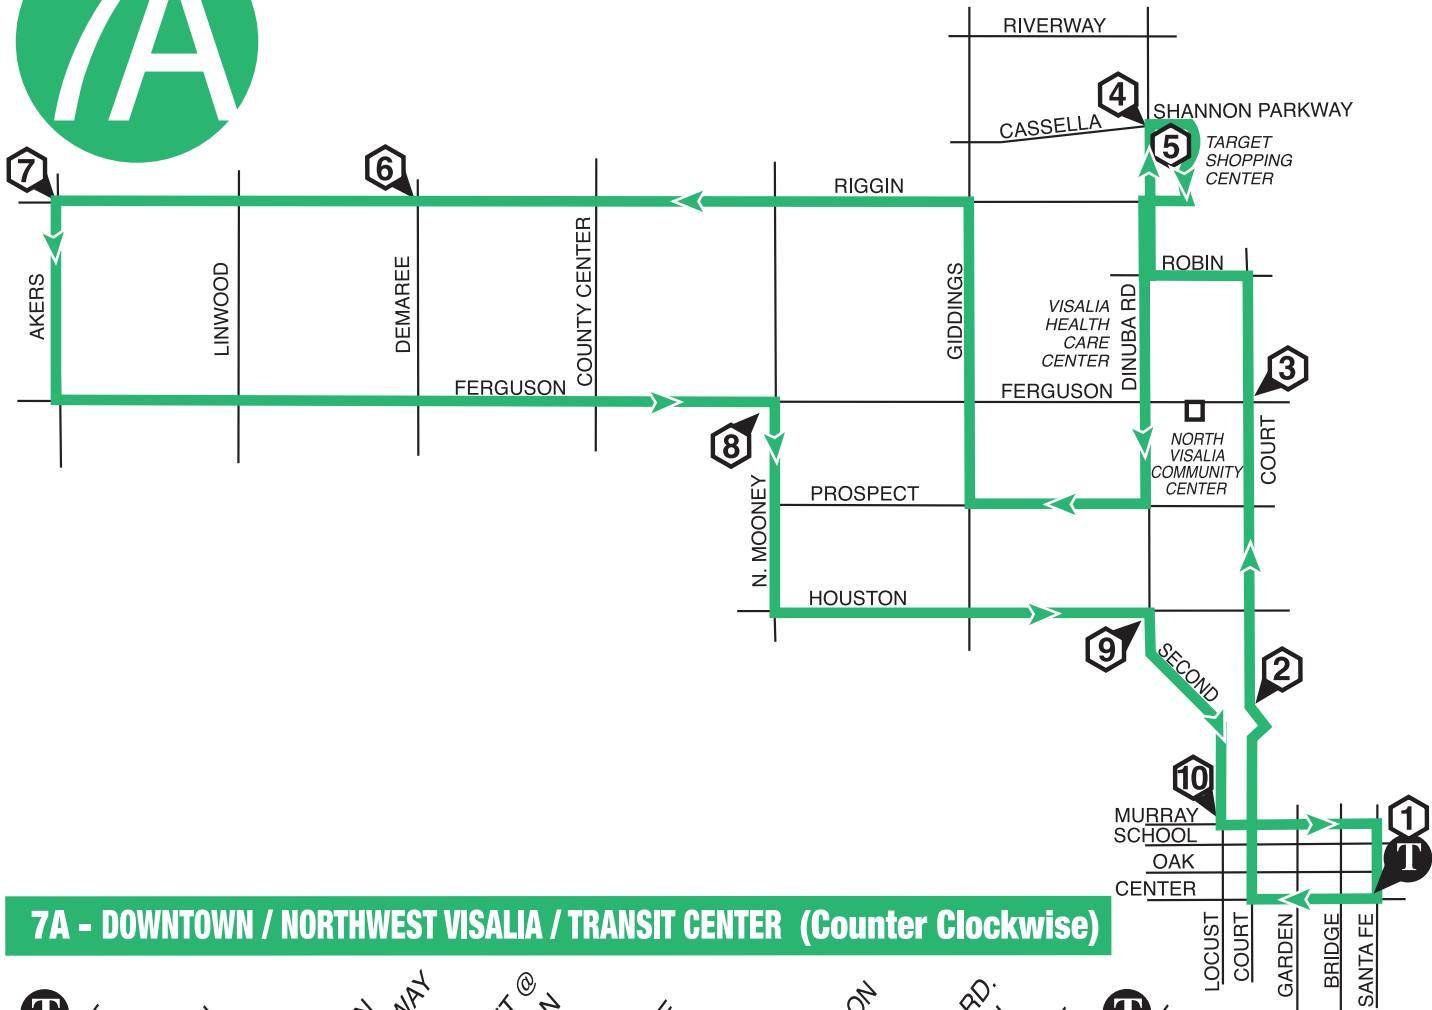 7A
RIVERWAY
4
SHANNON PARKWAY
CASSELLA
5
TARGET
SHOPPING
CENTER
7
6
RIGGIN
AKERS
LINWOOD
DEMAREE
COUNTY CENTER
GIDDINGS
ROBIN
VISALIA
HEALTH
CARE
CENTER
DINUBA RD
3
FERGUSON
FERGUSON
8
NORTH
VISALIA
COMMUNITY
CENTER
COURT
N. MOONEY
PROSPECT
HOUSTON
9
SECOND
2
10
1
MURRAY
SCHOOL
T
OAK
CENTER
LOCUST
COURT
GARDEN
BRIDGE
SANTA FE
7A - DOWNTOWN / NORTHWEST VISALIA / TRANSIT CENTER (Counter Clockwise)
T
WAY
@
ON
RD.
T